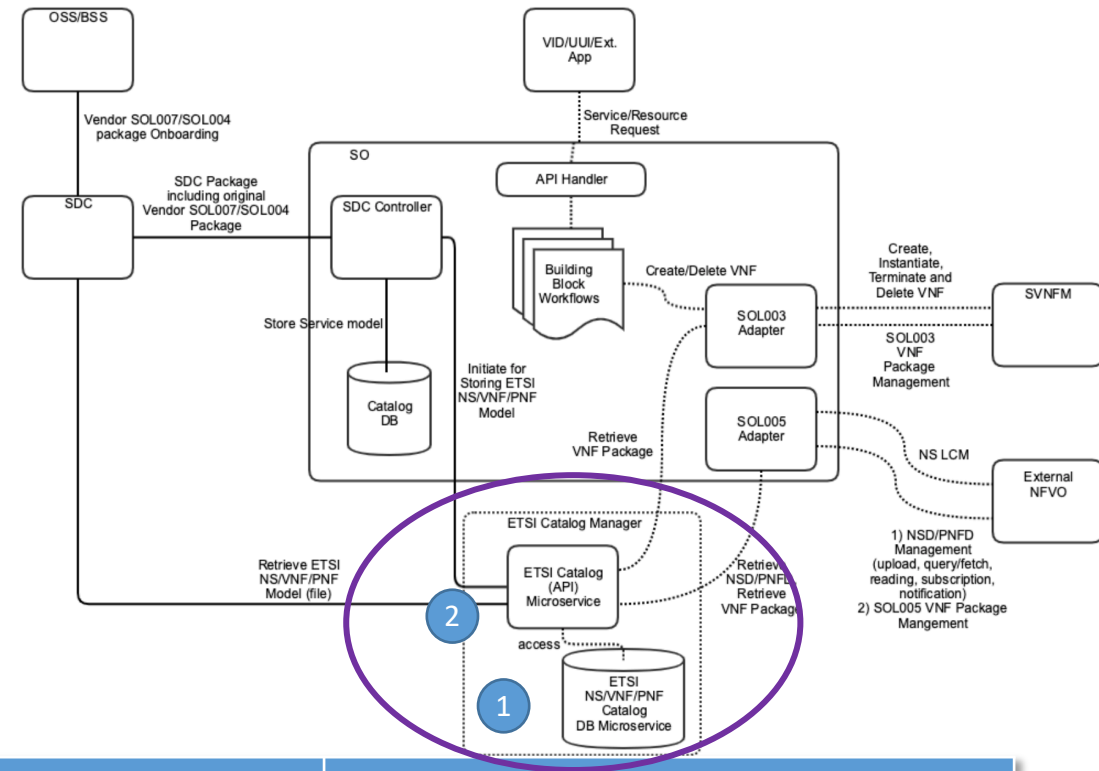 OSS/BSS
VID/UUI/Ext.
App
Vendor SOL007/SOL004
package Onboarding
Service/Resource
Request
SO
API Handler
SDC
SDC Package
including original
Vendor SOL007/SOL004
Package
SDC Controller
Building
Block
Workflows
Create/Delete VNF
Create,
Instantiate,
Terminate and
Delete VNF
SVNFM
SOL003
Adapter
SOL003
VNF
Package
Management
Store Service model
Catalog
DB
Initiate for
Storing ETSI
NS/VNF/PNF
Model
SOL005
Adapter
Retrieve
VNF Package
NS LCM
External
NFVO
ETSI Catalog Manager
1) NSD/PNFD
Management
(upload, query/fetch,
reading, subscription,
notification)
2) SOL005 VNF Package
Mangement
Retrieve ETSI
NS/VNF/PNF
Model (file)
ETSI Catalog
(API)
Microservice
Retrieve
NSD/PNFD,
Retrieve
VNF Package
2
access
1
ETSI
NS/VNF/PNF
Catalog
DB Microservice